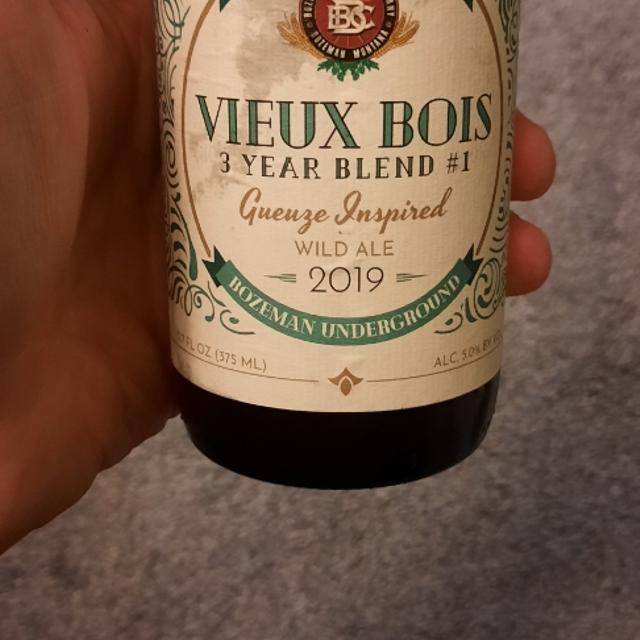 BBC
BOZEMAN MONTANA
VIEUX BOIS
3 YEAR BLEND #1
Gueuze Inspired
WILD ALE
2019
BOZEMAN UNDERGROUND
FL OZ (375 ML)
ALC. 5.0% BY